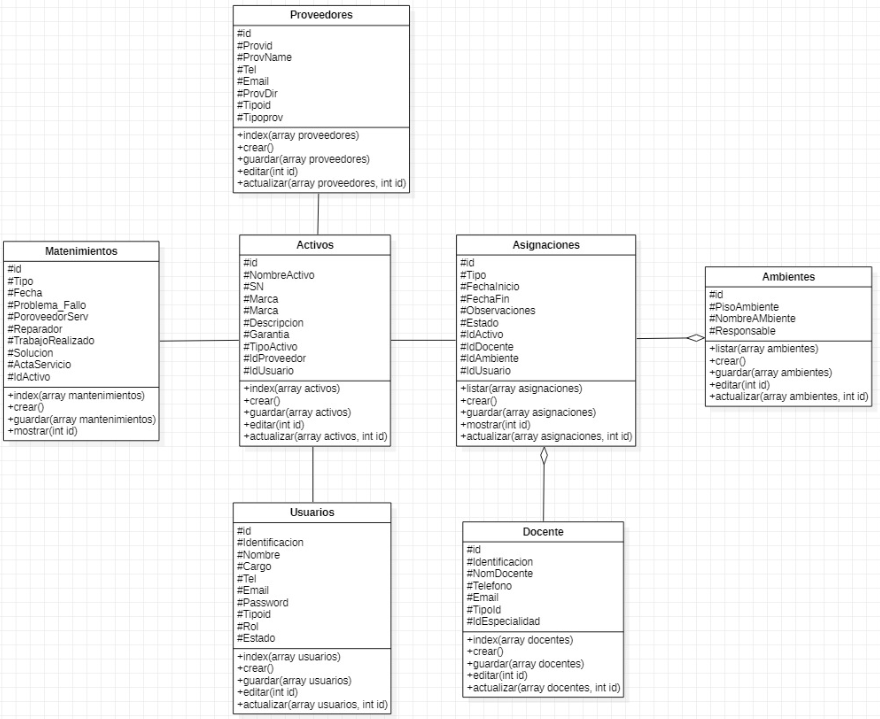 Proveedores
#id
#Provid
#ProvName
#Tel
#Email
#ProvDir
#Tipoid
#Tipoprov
+index(array proveedores)
+crear()
+guardar(array proveedores)
+editar(int id)
+actualizar(array proveedores, int id)
Matenimientos
#id
#Tipo
#Fecha
#Problema_Fallo
#PoroveedorServ
#Reparador
#TrabajoRealizado
#Solucion
#ActaServicio
#IdActivo
+index(array mantenimientos)
+crear()
+guardar(array mantenimientos)
+mostrar(int id)
Activos
#id
#NombreActivo
#SN
#Marca
#Marca
#Descripcion
#Garantia
#TipoActivo
#IdProveedor
#IdUsuario
+index(array activos)
+crear()
+guardar(array activos)
+editar(int id)
+actualizar(array activos, int id)
Asignaciones
#id
#Tipo
#FechaInicio
#FechaFin
#Observaciones
#Estado
#IdActivo
#IdDocente
#IdAmbiente
#IdUsuario
+listar(array asignaciones)
+crear()
+guardar(array asignaciones)
+mostrar(int id)
+actualizar(array asignaciones, int id)
Ambientes
#id
#PisoAmbiente
#NombreAMbiente
#Responsable
+listar(array ambientes)
+crear()
+guardar(array ambientes)
+editar(int id)
+actualizar(array ambientes, int id)
Usuarios
#id
#Identificacion
#Nombre
#Cargo
#Tel
#Email
#Password
#Tipoid
#Rol
#Estado
+index(array usuarios)
+crear()
+guardar(array usuarios)
+editar(int id)
+actualizar(array usuarios, int id)
Docente
#id
#Identificacion
#NomDocente
#Telefono
#Email
#TipoId
#IdEspecialidad
+index(array docentes)
+crear()
+guardar(array docentes)
+editar(int id)
+actualizar(array docentes, int id)